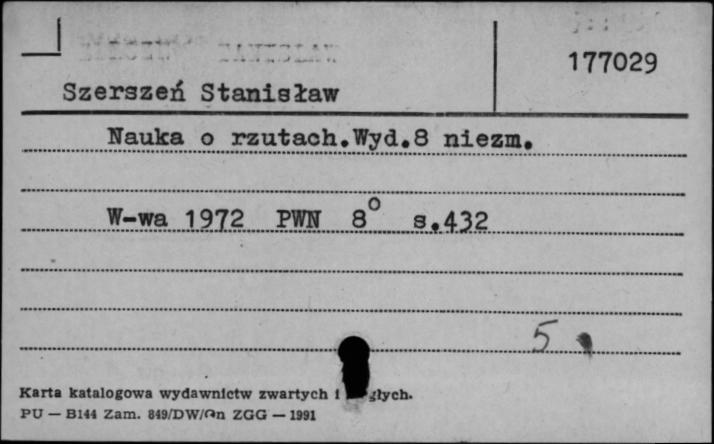 177029
Szerszeń Stanisław
Nauka o rzutach.Wyd.8 niezm.
W-wa 1972 PWN 8° s.432
5
Karta katalogowa wydawnictw zwartych i głych.
PU — B144 Zam. 849/DW/On ZGG — 1991